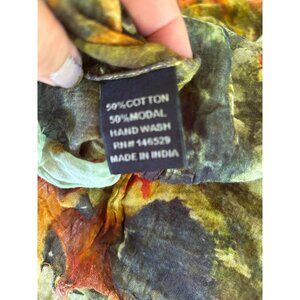 50% COTTON
50% MODAL
HAND WASH
RN# 146529
MADE IN INDIA